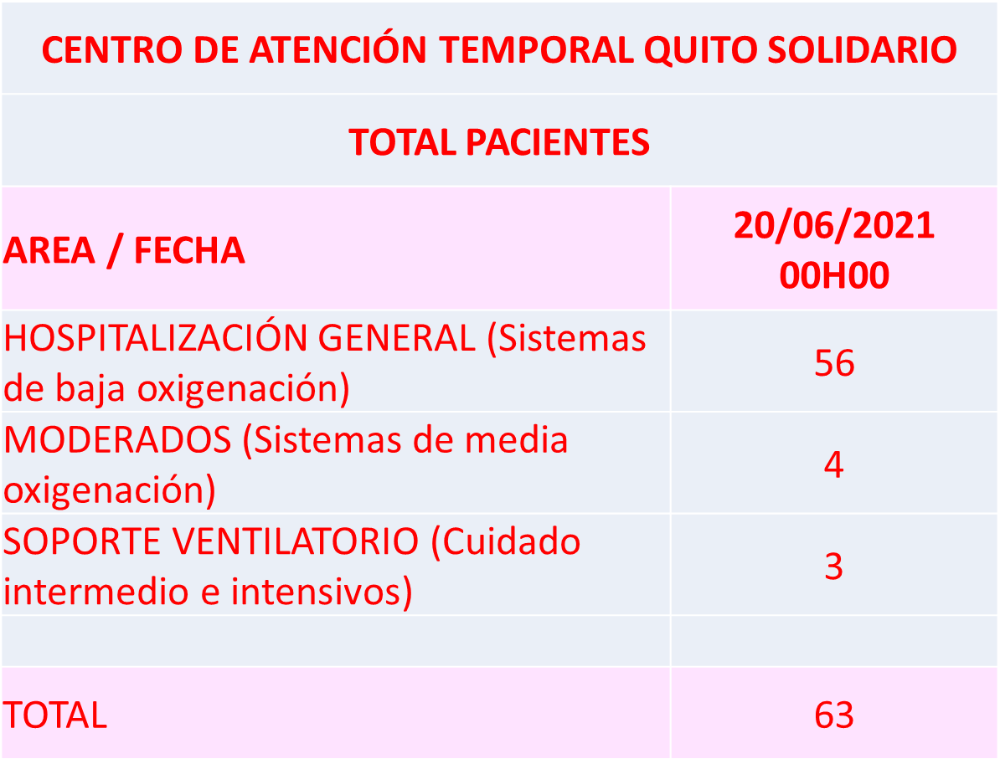 CENTRO DE ATENCIÓN TEMPORAL QUITO SOLIDARIO
TOTAL PACIENTES
AREA / FECHA
20/06/2021
00H00
HOSPITALIZACIÓN GENERAL (Sistemas
de baja oxigenación)
56
MODERADOS (Sistemas de media
oxigenación)
4
SOPORTE VENTILATORIO (Cuidado
intermedio e intensivos)
3
TOTAL
63